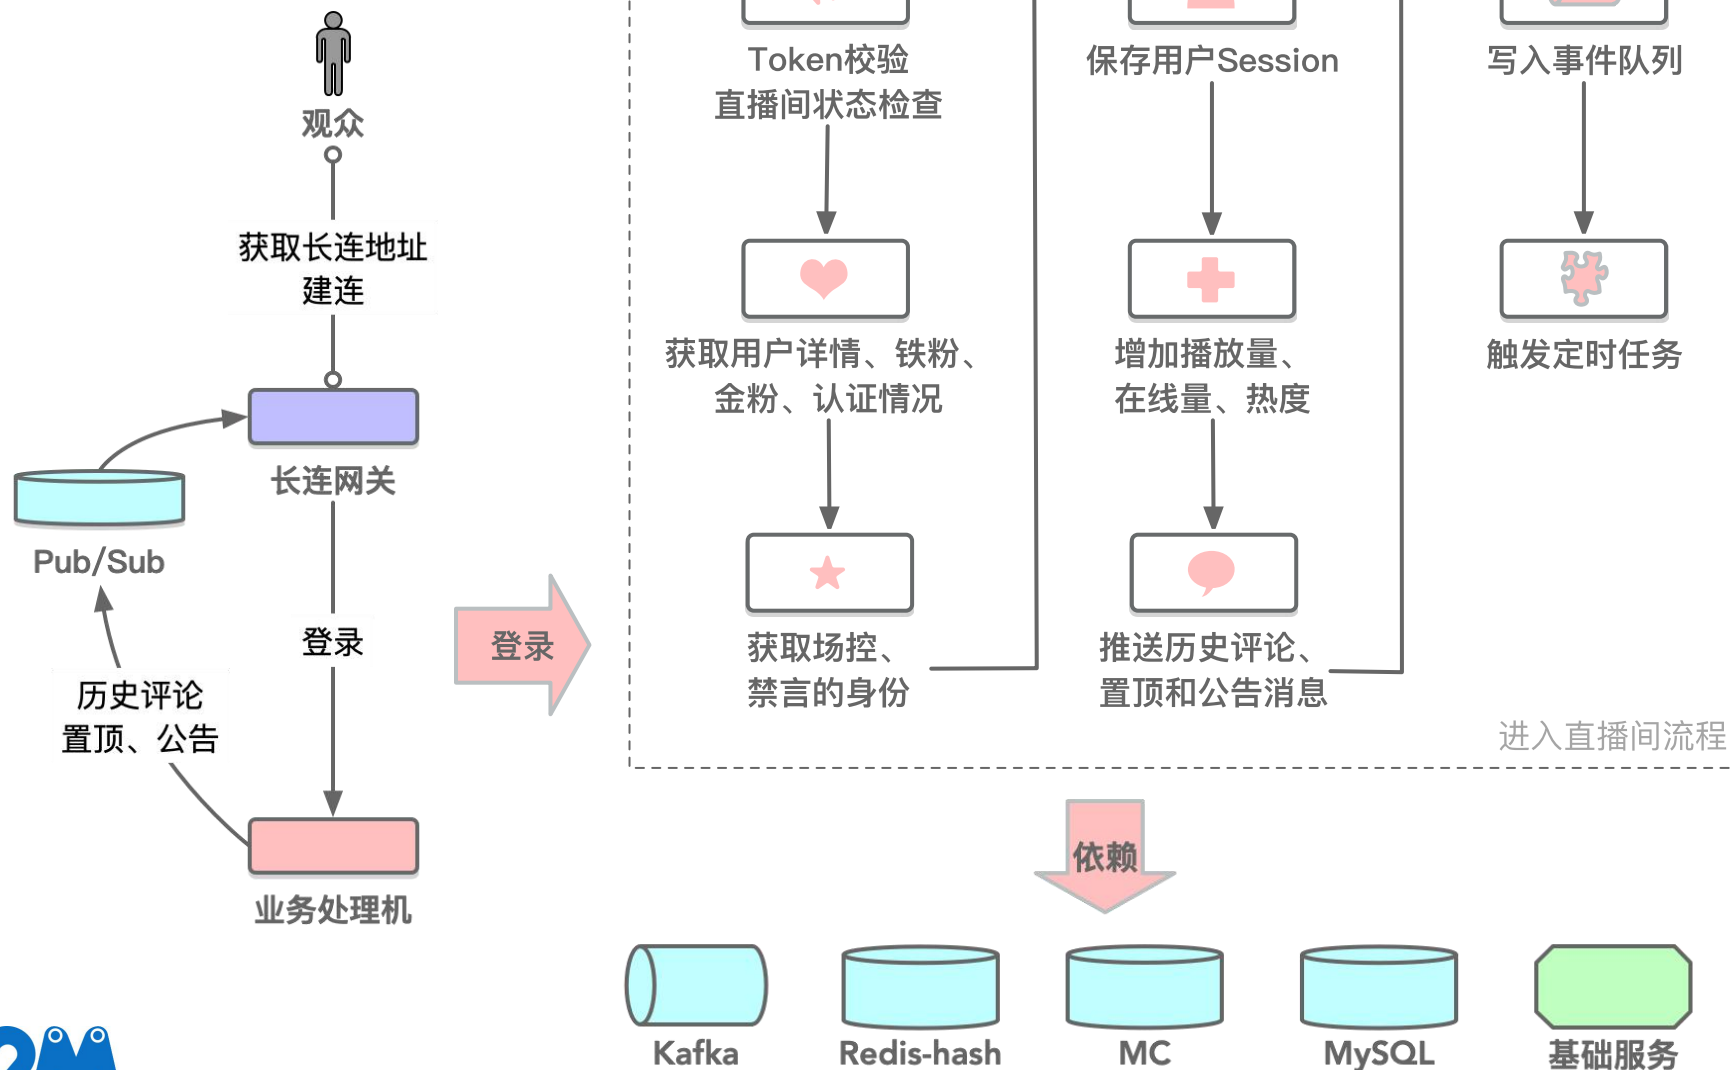 观众
获取长连地址
建连
长连网关
Pub/Sub
登录
历史评论
置顶、公告
业务处理机
登录
Token校验
直播间状态检查
获取用户详情、铁粉、
金粉、认证情况
获取场控、
禁言的身份
保存用户Session
增加播放量、
在线量、热度
推送历史评论、
置顶和公告消息
写入事件队列
触发定时任务
进入直播间流程
依赖
Kafka
Redis-hash
MC
MySQL
基础服务